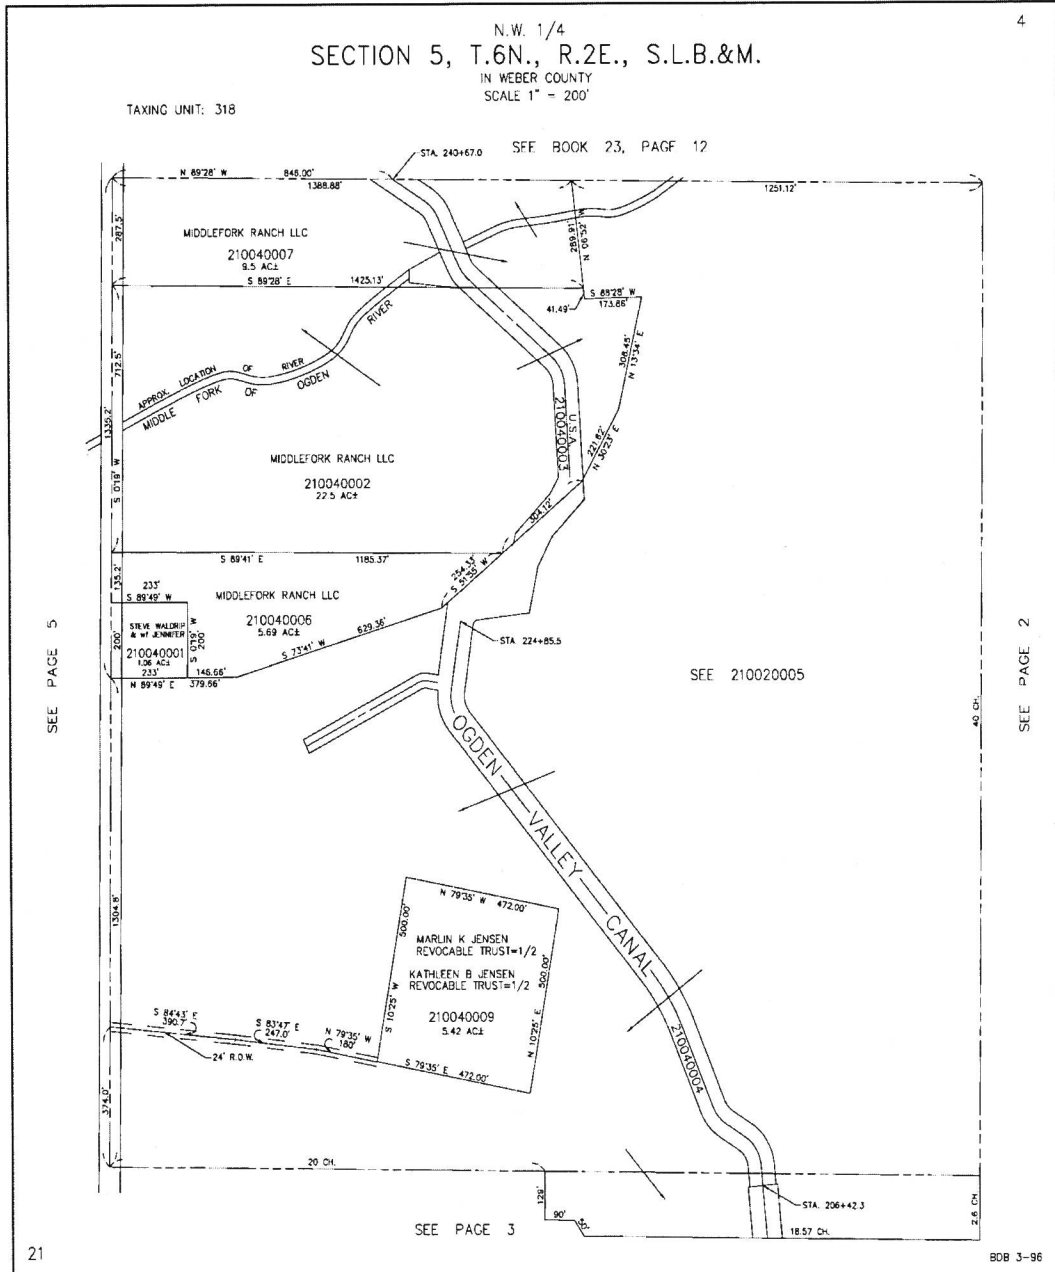 4
N.W. 1/4
SECTION 5, T.6N., R.2E., S.L.B.&M.
IN WEBER COUNTY
SCALE 1" = 200'
TAXING UNIT: 318
SEE BOOK 23, PAGE 12
STA. 240+67.0
N 89°28' W
848.00'
1388.88'
1251.12'
287.5'
MIDDLEFORK RANCH LLC
210040007
9.5 AC±
S 89°28' E
1425.13'
289.91'
N 06°52' W
S 88°28' W
173.86'
41.49'
308.45'
N 13°34' E
RIVER
712.5'
APPROX. LOCATION OF RIVER
MIDDLE FORK OF OGDEN
1335.2'
S 0°19' W
U.S.A.
210040003
221.82'
N 30°23' E
MIDDLEFORK RANCH LLC
210040002
22.5 AC±
304.12'
S 89°41' E
1185.37'
254.33'
S 51°35' W
135.2'
233'
S 89°49' W
MIDDLEFORK RANCH LLC
210040006
5.69 AC±
STEVE WALDRIP
& wf JENNIFER
210040001
1.06 AC±
233'
200'
S 0°19' W
200'
629.36'
S 73°41' W
146.66'
N 89°49' E
379.66'
STA 224+85.5
SEE 210020005
SEE PAGE 5
SEE PAGE 2
40 CH.
OGDEN VALLEY CANAL
1304.8'
N 79°35' W
472.00'
500.00'
MARLIN K JENSEN
REVOCABLE TRUST=1/2
KATHLEEN B JENSEN
REVOCABLE TRUST=1/2
210040009
5.42 AC±
S 10°25' W
500.00'
N 10°25' E
S 84°43' E
390.7'
S 83°47' E
247.0'
N 79°35' W
180'
24' R.O.W.
S 79°35' E
472.00'
210040004
374.0'
20 CH.
129'
90'
STA. 206+42.3
2.6 CH
18.57 CH.
SEE PAGE 3
21
BDB 3-96